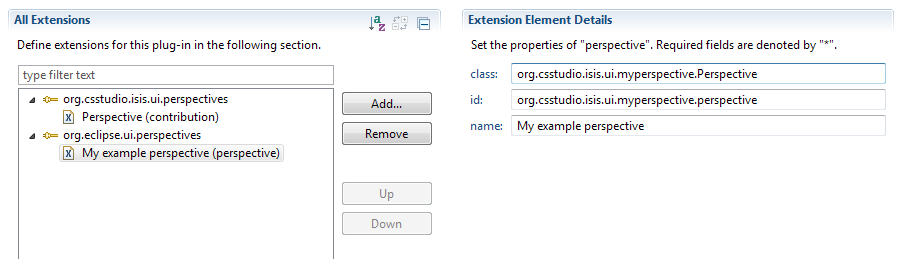 All Extensions
Define extensions for this plug-in in the following section.
type filter text
org.csstudio.isis.ui.perspectives
Perspective (contribution)
org.eclipse.ui.perspectives
My example perspective (perspective)
Add...
Remove
Up
Down
Extension Element Details
Set the properties of "perspective". Required fields are denoted by "*".
class: org.csstudio.isis.ui.myperspective.Perspective
id: org.csstudio.isis.ui.myperspective.perspective
name: My example perspective